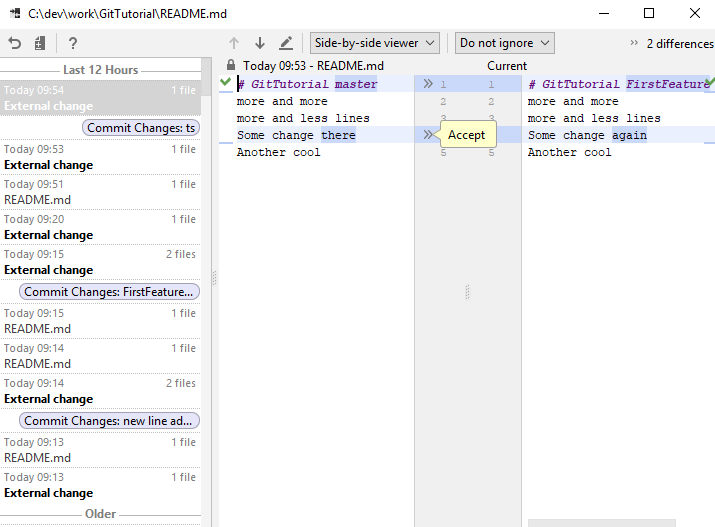 C:\dev\work\GitTutorial\README.md
?
Side-by-side viewer
Do not ignore
2 differences
Last 12 Hours
Today 09:54 1 file
External change
Commit Changes: ts
Today 09:53 1 file
External change
Today 09:51 1 file
README.md
Today 09:20 1 file
External change
Today 09:15 2 files
External change
Commit Changes: FirstFeature...
Today 09:15 1 file
README.md
Today 09:14 1 file
README.md
Today 09:14 2 files
External change
Commit Changes: new line ad...
Today 09:13 1 file
README.md
Today 09:13 1 file
External change
Older
Today 09:53 - README.md
Current
# GitTutorial master
more and more
more and less lines
Some change there
Another cool
1 1
2 2
3 3
Accept
5 5
# GitTutorial FirstFeature
more and more
more and less lines
Some change again
Another cool